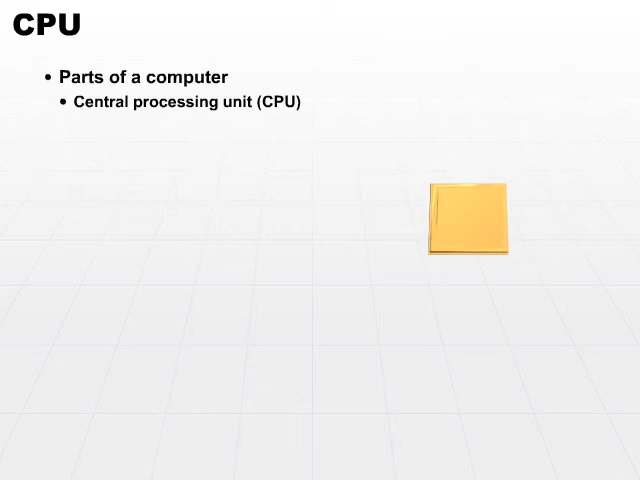 CPU
• Parts of a computer
• Central processing unit (CPU)